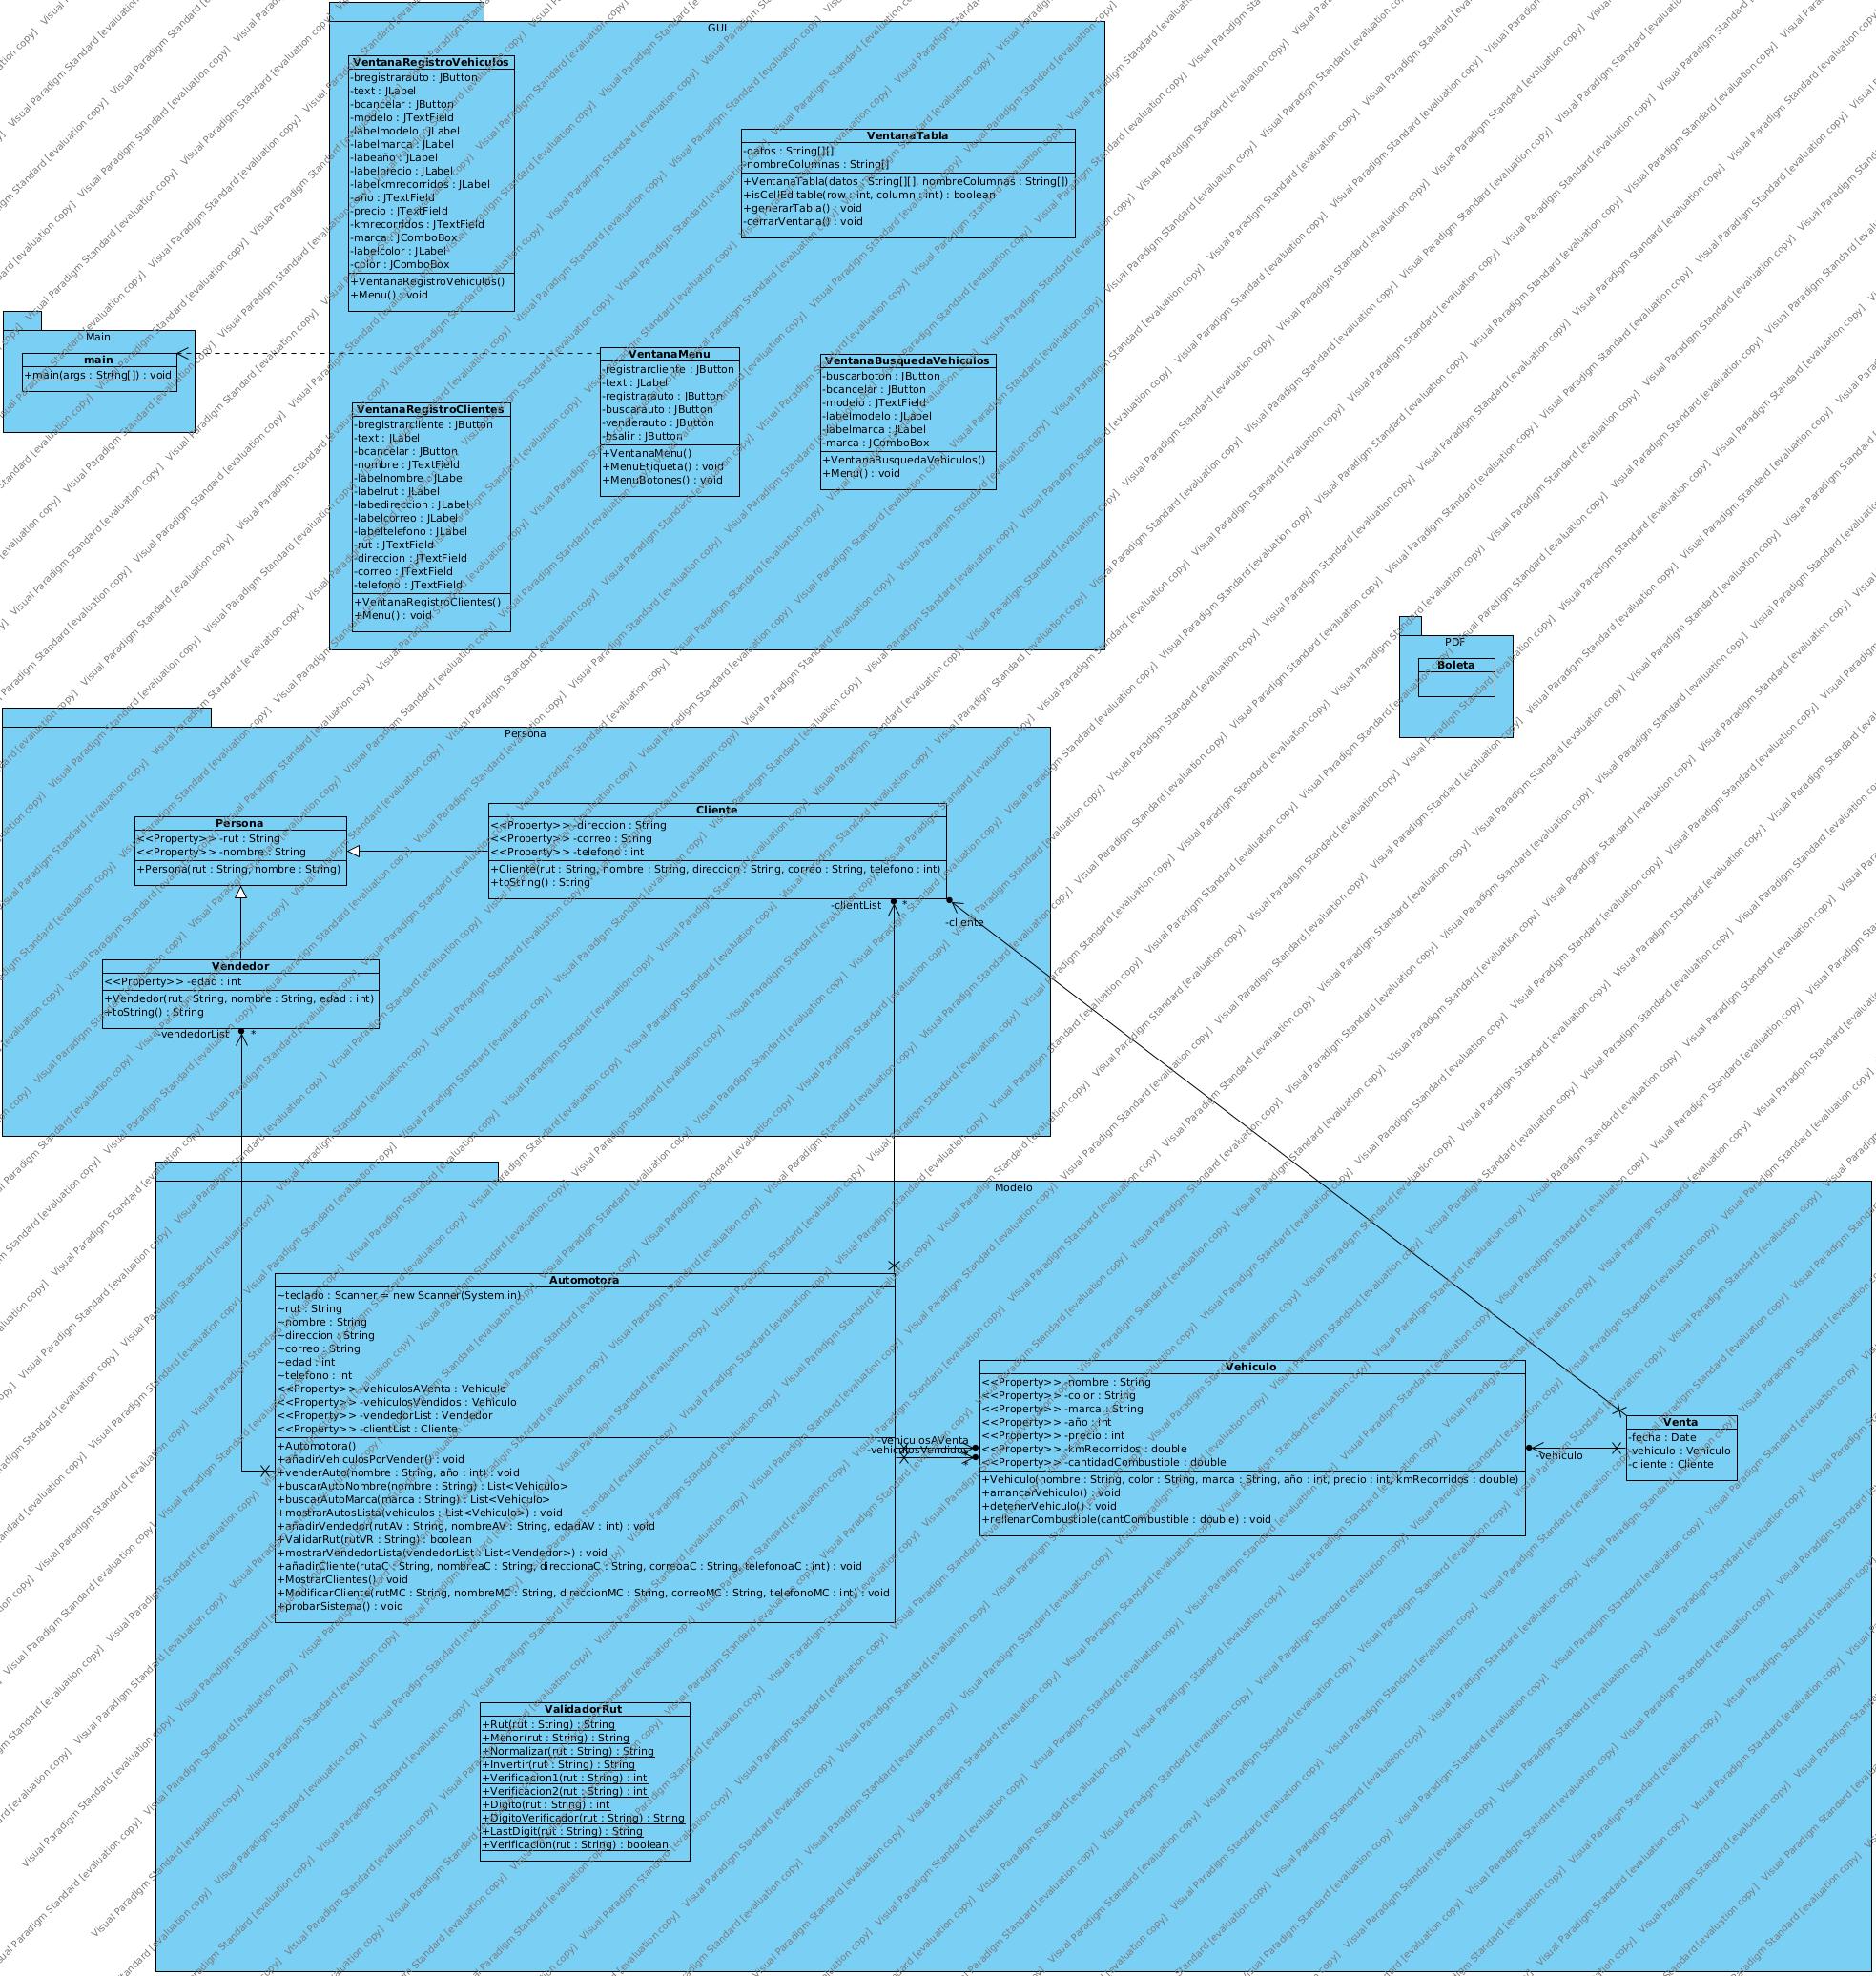 GUI
VentanaRegistroVehiculos
-bregistrarauto : JButton
-text : JLabel
-bcancelar : JButton
-modelo : JTextField
-labelmodelo : JLabel
-labelmarca : JLabel
-labeaño : JLabel
-labelprecio : JLabel
-labelkmrecorridos : JLabel
-año : JTextField
-precio : JTextField
-kmrecorridos : JTextField
-marca : JComboBox
-labelcolor : JLabel
-color : JComboBox
+VentanaRegistroVehiculos()
+Menu() : void
VentanaTabla
-datos : String[][]
-nombreColumnas : String[]
+VentanaTabla(datos : String[][], nombreColumnas : String[])
+isCellEditable(row : int, column : int) : boolean
+generarTabla() : void
-cerrarVentana() : void
Main
main
+main(args : String[]) : void
VentanaMenu
-registrarcliente : JButton
-text : JLabel
-registrarauto : JButton
-buscarauto : JButton
-venderauto : JButton
-bsalir : JButton
+VentanaMenu()
+MenuEtiqueta() : void
+MenuBotones() : void
VentanaBusquedaVehiculos
-buscarboton : JButton
-bcancelar : JButton
-modelo : JTextField
-labelmodelo : JLabel
-labelmarca : JLabel
-marca : JComboBox
+VentanaBusquedaVehiculos()
+Menu() : void
VentanaRegistroClientes
-bregistrarcliente : JButton
-text : JLabel
-bcancelar : JButton
-nombre : JTextField
-labelnombre : JLabel
-labelrut : JLabel
-labedireccion : JLabel
-labelcorreo : JLabel
-labeltelefono : JLabel
-rut : JTextField
-direccion : JTextField
-correo : JTextField
-telefono : JTextField
+VentanaRegistroClientes()
+Menu() : void
PDF
Boleta
Persona
Persona
<<Property>> -rut : String
<<Property>> -nombre : String
+Persona(rut : String, nombre : String)
Cliente
<<Property>> -direccion : String
<<Property>> -correo : String
<<Property>> -telefono : int
+Cliente(rut : String, nombre : String, direccion : String, correo : String, telefono : int)
+toString() : String
-clientList *
-cliente
Vendedor
<<Property>> -edad : int
+Vendedor(rut : String, nombre : String, edad : int)
+toString() : String
-vendedorList *
Modelo
Automotora
~teclado : Scanner = new Scanner(System.in)
~rut : String
~nombre : String
~direccion : String
~correo : String
~edad : int
~telefono : int
<<Property>> -vehiculosAVenta : Vehiculo
<<Property>> -vehiculosVendidos : Vehiculo
<<Property>> -vendedorList : Vendedor
<<Property>> -clientList : Cliente
+Automotora()
+añadirVehiculosPorVender() : void
+venderAuto(nombre : String, año : int) : void
+buscarAutoNombre(nombre : String) : List<Vehiculo>
+buscarAutoMarca(marca : String) : List<Vehiculo>
+mostrarAutosLista(vehiculos : List<Vehiculo>) : void
+añadirVendedor(rutAV : String, nombreAV : String, edadAV : int) : void
+ValidarRut(rutVR : String) : boolean
+mostrarVendedorLista(vendedorList : List<Vendedor>) : void
+añadirCliente(rutaC : String, nombreaC : String, direccionaC : String, correoaC : String, telefonoaC : int) : void
+MostrarClientes() : void
+ModificarCliente(rutMC : String, nombreMC : String, direccionMC : String, correoMC : String, telefonoMC : int) : void
+probarSistema() : void
-vehiculosAVenta
-vehiculosVendidos
*
Vehiculo
<<Property>> -nombre : String
<<Property>> -color : String
<<Property>> -marca : String
<<Property>> -año : int
<<Property>> -precio : int
<<Property>> -kmRecorridos : double
<<Property>> -cantidadCombustible : double
+Vehiculo(nombre : String, color : String, marca : String, año : int, precio : int, kmRecorridos : double)
+arrancarVehiculo() : void
+detenerVehiculo() : void
+rellenarCombustible(cantCombustible : double) : void
-vehiculo
Venta
-fecha : Date
-vehiculo : Vehiculo
-cliente : Cliente
ValidadorRut
+Rut(rut : String) : String
+Menor(rut : String) : String
+Normalizar(rut : String) : String
+Invertir(rut : String) : String
+Verificacion1(rut : String) : int
+Verificacion2(rut : String) : int
+Digito(rut : String) : int
+DigitoVerificador(rut : String) : String
+LastDigit(rut : String) : String
+Verificacion(rut : String) : boolean
Visual Paradigm Standard [evaluation copy]